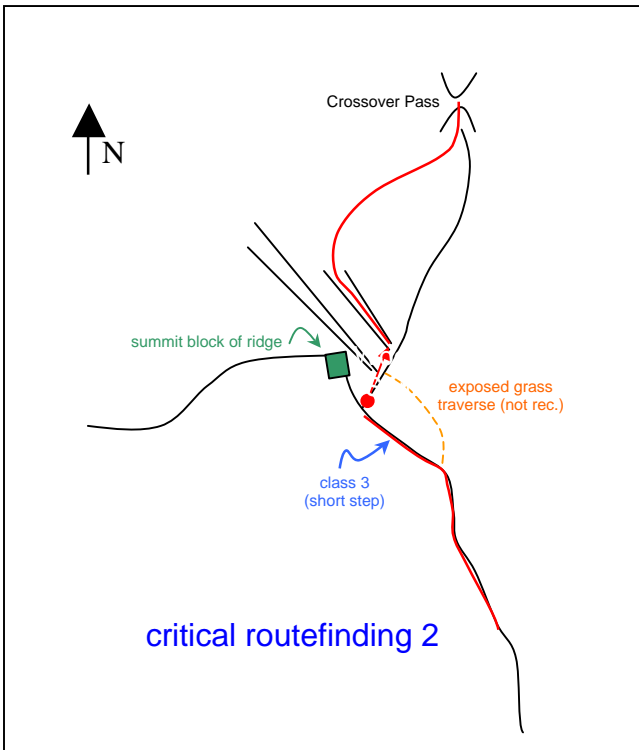 Crossover Pass
N
summit block of ridge
exposed grass
traverse (not rec.)
class 3
(short step)
critical routefinding 2